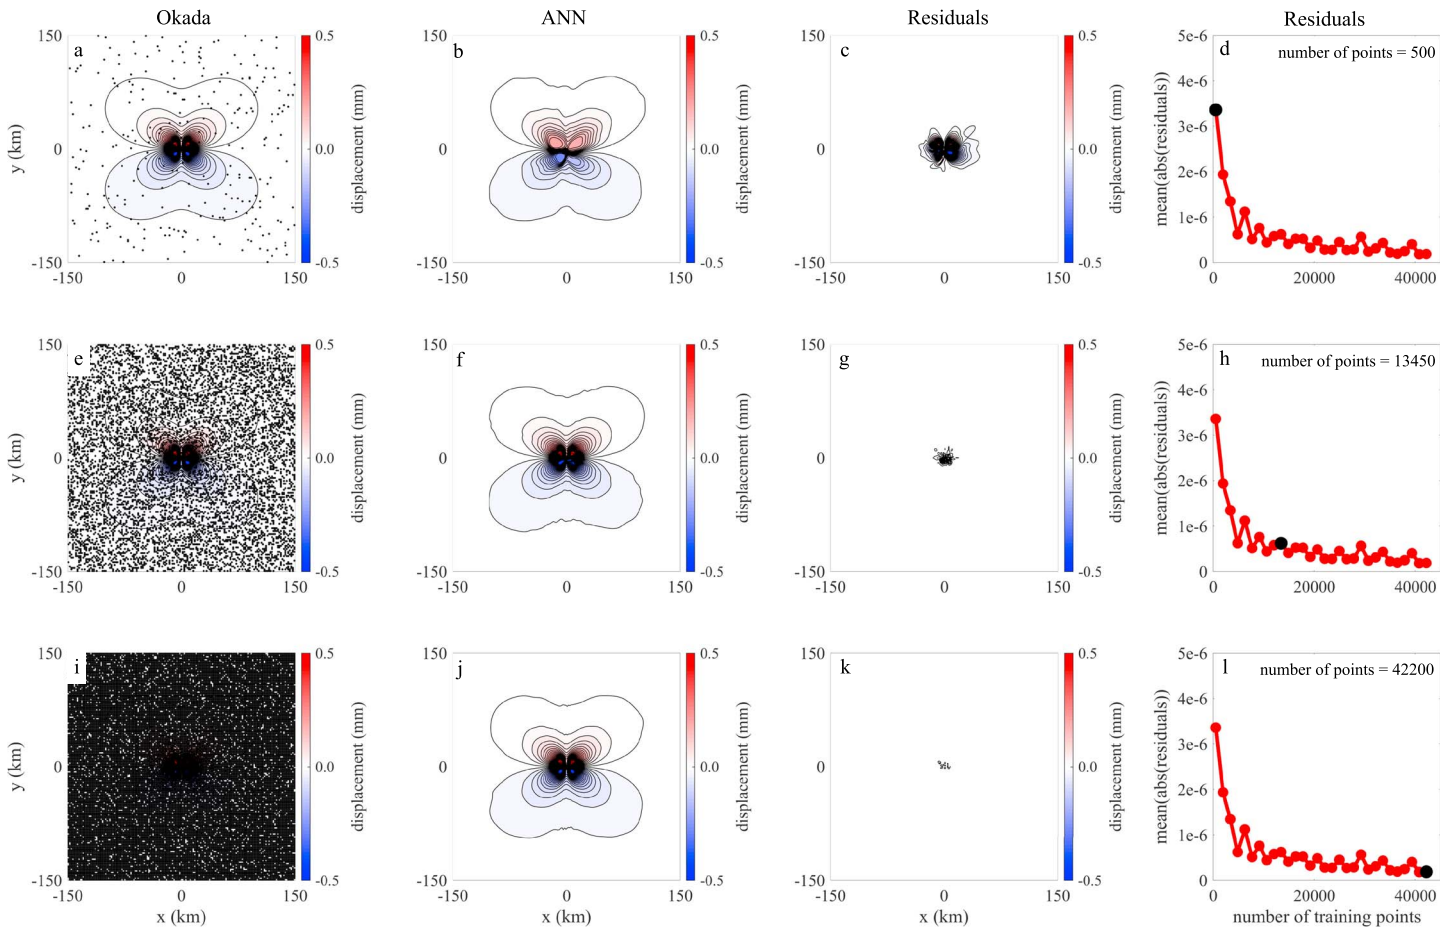 Okada
ANN
Residuals
Residuals
a
150
0
-150
y (km)
-150
0
150
0.5
0.0
-0.5
displacement (mm)
b
-150
0
150
0.5
0.0
-0.5
displacement (mm)
c
150
0
-150
-150
0
150
0.5
0.0
-0.5
displacement (mm)
d
number of points = 500
5e-6
4e-6
3e-6
2e-6
1e-6
0
mean(abs(residuals))
0
20000
40000
e
150
0
-150
y (km)
-150
0
150
0.5
0.0
-0.5
displacement (mm)
f
-150
0
150
0.5
0.0
-0.5
displacement (mm)
g
150
0
-150
-150
0
150
0.5
0.0
-0.5
displacement (mm)
h
number of points = 13450
5e-6
4e-6
3e-6
2e-6
1e-6
0
mean(abs(residuals))
0
20000
40000
i
150
0
-150
y (km)
-150
0
150
x (km)
0.5
0.0
-0.5
displacement (mm)
j
-150
0
150
x (km)
0.5
0.0
-0.5
displacement (mm)
k
150
0
-150
-150
0
150
x (km)
0.5
0.0
-0.5
displacement (mm)
l
number of points = 42200
5e-6
4e-6
3e-6
2e-6
1e-6
0
mean(abs(residuals))
0
20000
40000
number of training points